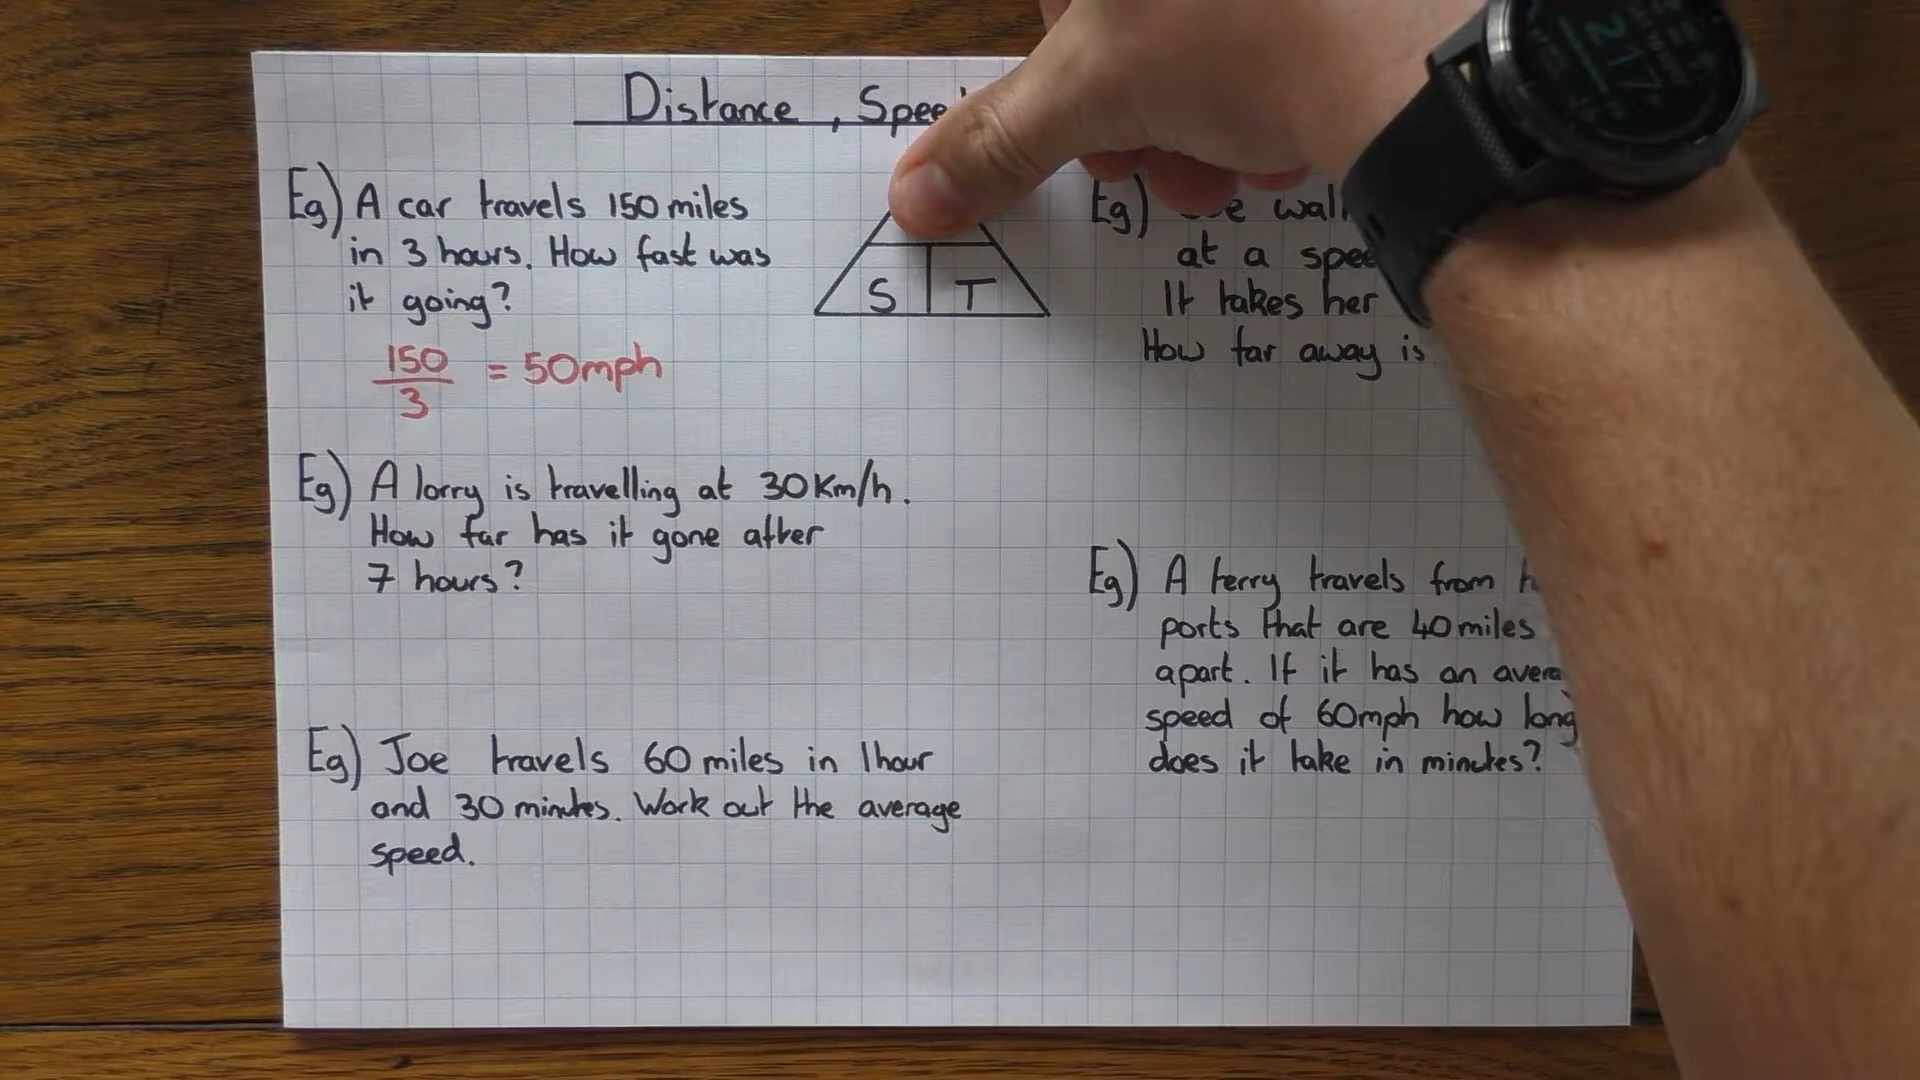 Distance, Spee
Eg) A car travels 150 miles
in 3 hours. How fast was
it going?
150
3
= 50mph
S T
Eg)
at a
It takes her
How far away is
Eg) A lorry is travelling at 30Km/h.
How far has it gone after
7 hours?
Eg) A ferry travels from
ports that are 40 miles
apart. If it has an
speed of 60mph how long
does it take in minutes?
Eg) Joe travels 60 miles in 1 hour
and 30 minutes. Work out the average
speed.
217